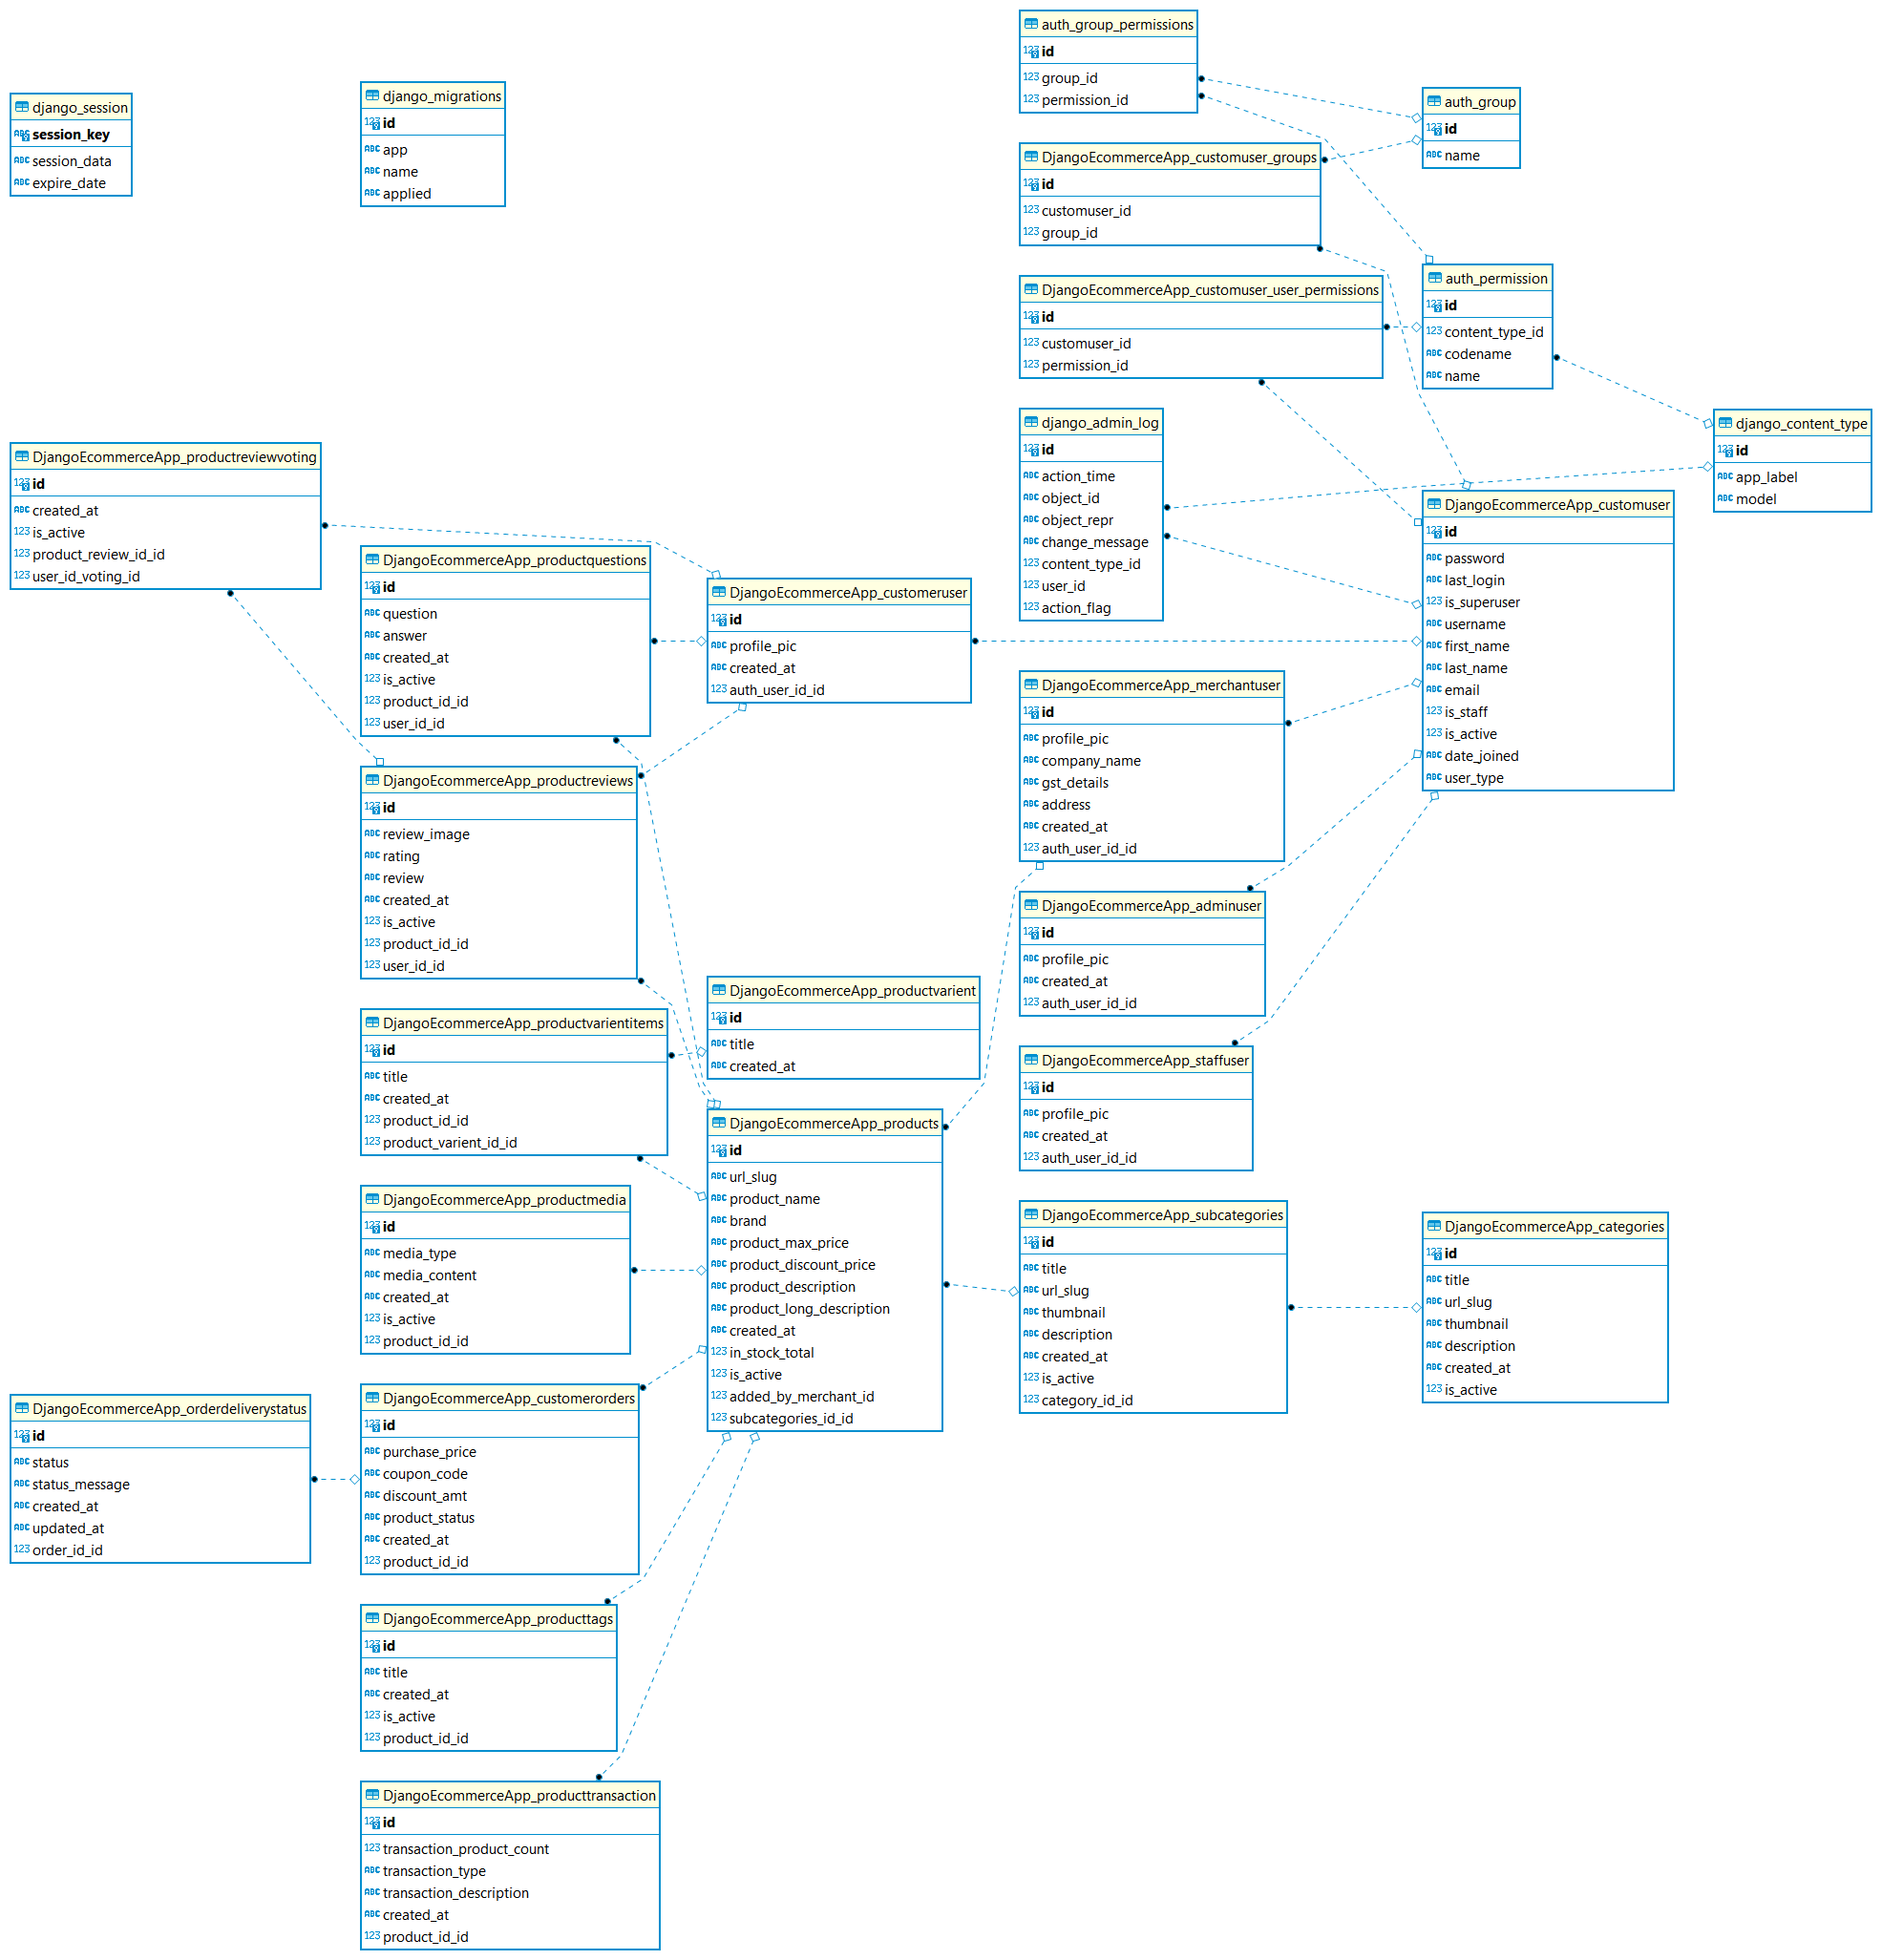 django_session
session_key
session_data
expire_date
django_migrations
id
app
name
applied
auth_group_permissions
id
group_id
permission_id
auth_group
id
name
DjangoEcommerceApp_customuser_groups
id
customuser_id
group_id
DjangoEcommerceApp_customuser_user_permissions
id
customuser_id
permission_id
auth_permission
id
content_type_id
codename
name
django_admin_log
id
action_time
object_id
object_repr
change_message
content_type_id
user_id
action_flag
django_content_type
id
app_label
model
DjangoEcommerceApp_productreviewvoting
id
created_at
is_active
product_review_id_id
user_id_voting_id
DjangoEcommerceApp_productquestions
id
question
answer
created_at
is_active
product_id_id
user_id_id
DjangoEcommerceApp_customeruser
id
profile_pic
created_at
auth_user_id_id
DjangoEcommerceApp_customuser
id
password
last_login
is_superuser
username
first_name
last_name
email
is_staff
is_active
date_joined
user_type
DjangoEcommerceApp_merchantuser
id
profile_pic
company_name
gst_details
address
created_at
auth_user_id_id
DjangoEcommerceApp_productreviews
id
review_image
rating
review
created_at
is_active
product_id_id
user_id_id
DjangoEcommerceApp_adminuser
id
profile_pic
created_at
auth_user_id_id
DjangoEcommerceApp_productvarient
id
title
created_at
DjangoEcommerceApp_productvarientitems
id
title
created_at
product_id_id
product_varient_id_id
DjangoEcommerceApp_staffuser
id
profile_pic
created_at
auth_user_id_id
DjangoEcommerceApp_products
id
url_slug
product_name
brand
product_max_price
product_discount_price
product_description
product_long_description
created_at
in_stock_total
is_active
added_by_merchant_id
subcategories_id_id
DjangoEcommerceApp_productmedia
id
media_type
media_content
created_at
is_active
product_id_id
DjangoEcommerceApp_subcategories
id
title
url_slug
thumbnail
description
created_at
is_active
category_id_id
DjangoEcommerceApp_categories
id
title
url_slug
thumbnail
description
created_at
is_active
DjangoEcommerceApp_orderdeliverystatus
id
status
status_message
created_at
updated_at
order_id_id
DjangoEcommerceApp_customerorders
id
purchase_price
coupon_code
discount_amt
product_status
created_at
product_id_id
DjangoEcommerceApp_producttags
id
title
created_at
is_active
product_id_id
DjangoEcommerceApp_producttransaction
id
transaction_product_count
transaction_type
transaction_description
created_at
product_id_id